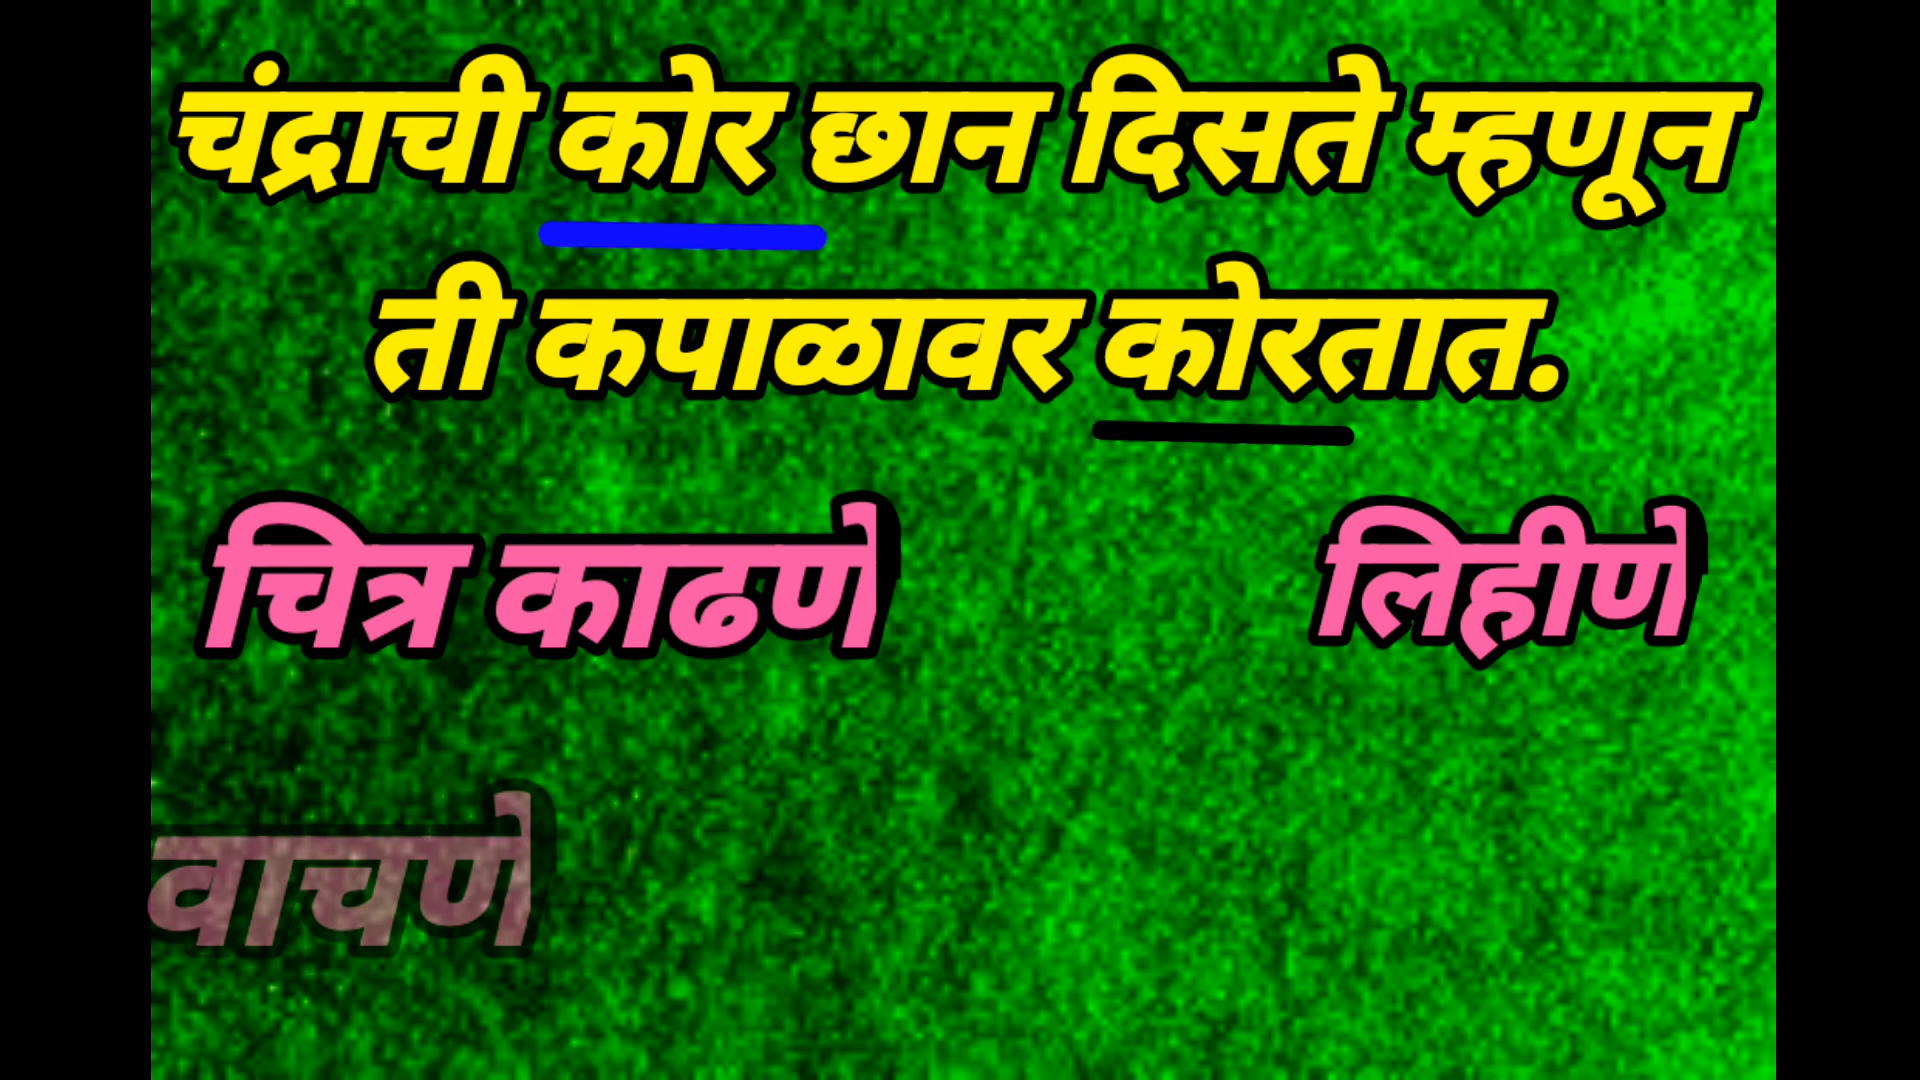 चंद्राची कोर छान दिसते म्हणून
ती कपाळावर कोरतात.
चित्र काढणे लिहीणे
वाचणे